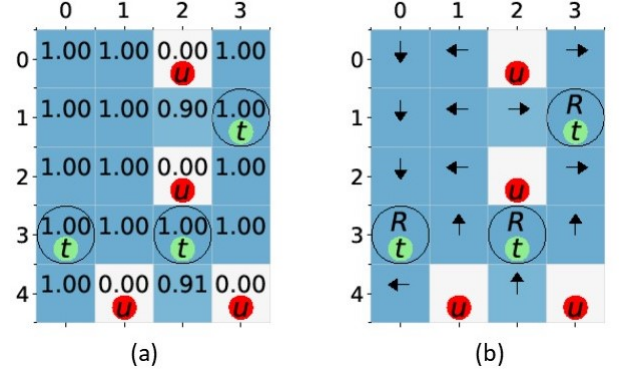 0 1 2 3
0 1.00 1.00 0.00 1.00
u
1 1.00 1.00 0.90 1.00
t
2 1.00 1.00 0.00 1.00
u
3 1.00 1.00 1.00 1.00
t t
4 1.00 0.00 0.91 0.00
u u
(a)
0 1 2 3
0
u
1 R
t
2
u
3 R R
t t
4
u u
(b)